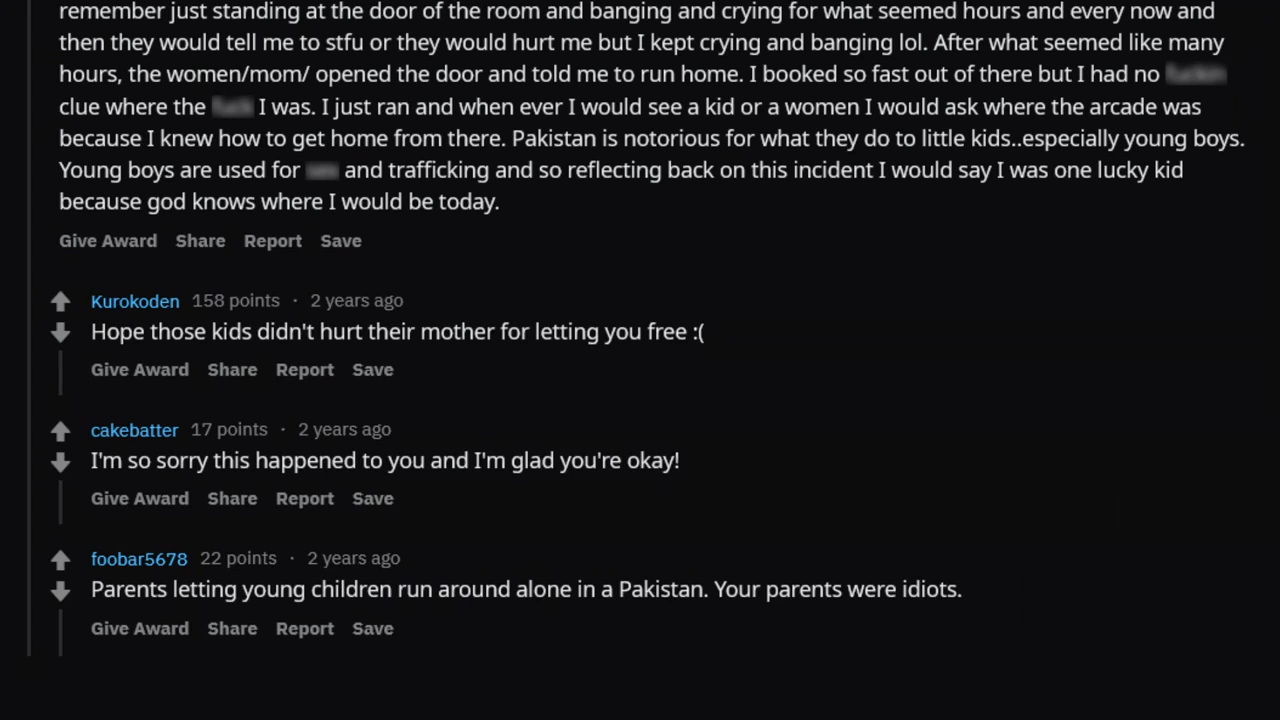 remember just standing at the door of the room and banging and crying for what seemed hours and every now and
then they would tell me to stfu or they would hurt me but I kept crying and banging lol. After what seemed like many
hours, the women/mom/ opened the door and told me to run home. I booked so fast out of there but I had no
clue where the I was. I just ran and when ever I would see a kid or a women I would ask where the arcade was
because I knew how to get home from there. Pakistan is notorious for what they do to little kids..especially young boys.
Young boys are used for and trafficking and so reflecting back on this incident I would say I was one lucky kid
because god knows where I would be today.
Give Award Share Report Save
Kurokoden 158 points · 2 years ago
Hope those kids didn't hurt their mother for letting you free :(
Give Award Share Report Save
cakebatter 17 points · 2 years ago
I'm so sorry this happened to you and I'm glad you're okay!
Give Award Share Report Save
foobar5678 22 points · 2 years ago
Parents letting young children run around alone in a Pakistan. Your parents were idiots.
Give Award Share Report Save